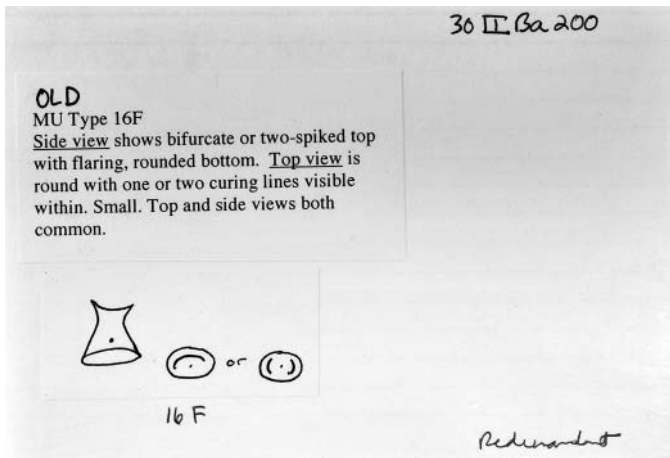 30 II Ba 200
OLD
MU Type 16F
Side view shows bifurcate or two-spiked top
with flaring, rounded bottom. Top view is
round with one or two curing lines visible
within. Small. Top and side views both
common.
or
16 F